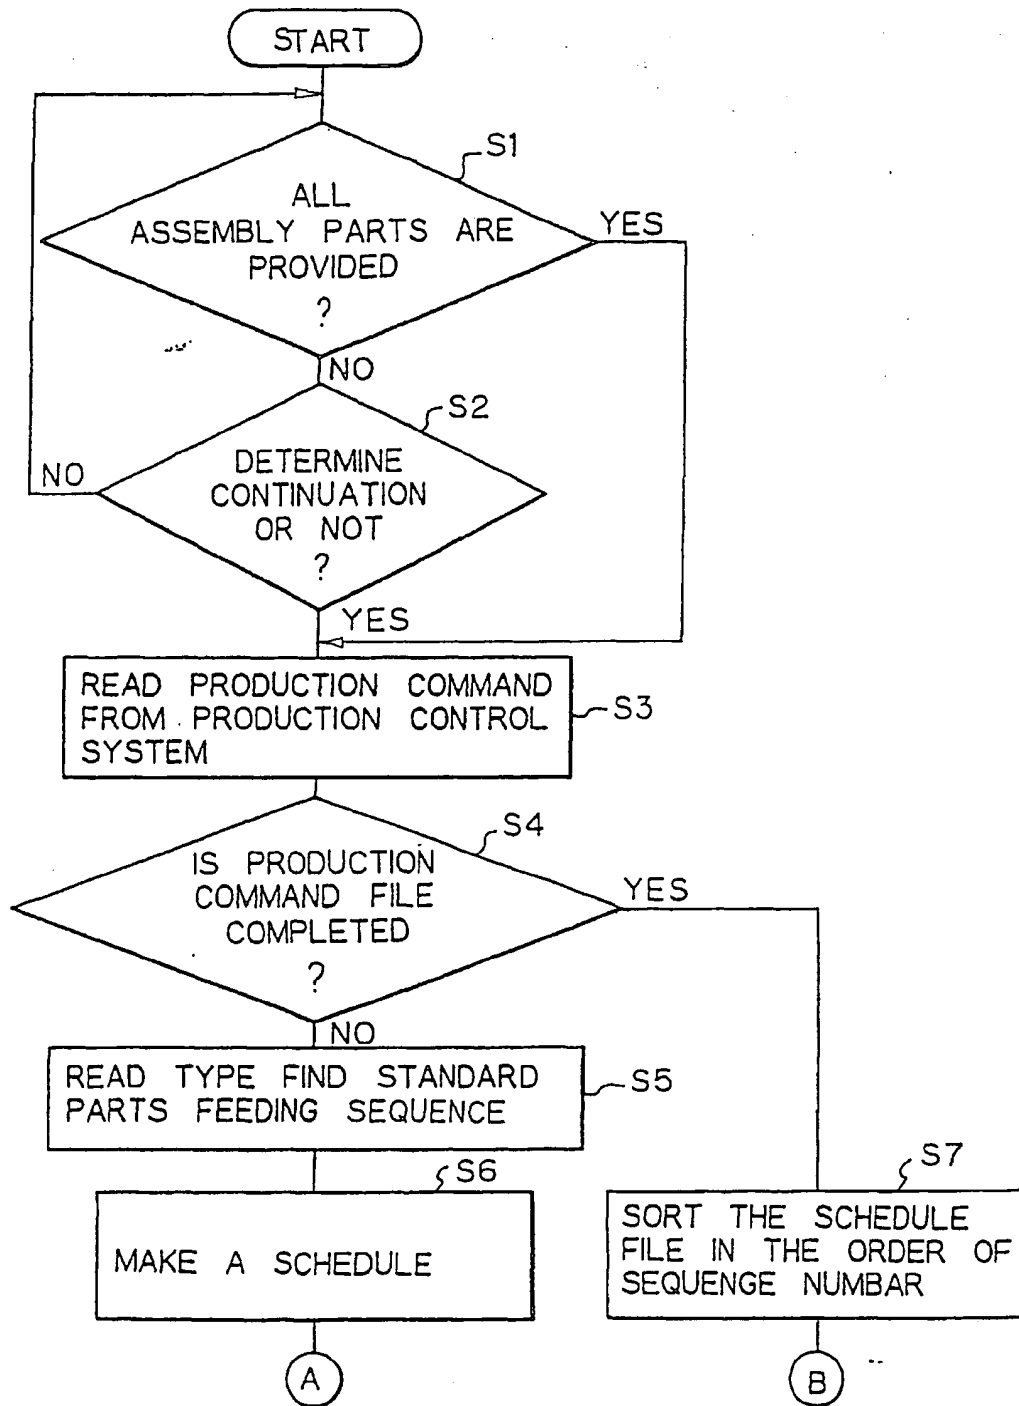 START
S1
ALL
ASSEMBLY PARTS ARE
PROVIDED
?
YES
NO
S2
DETERMINE
CONTINUATION
OR NOT
?
NO
YES
READ PRODUCTION COMMAND
FROM PRODUCTION CONTROL
SYSTEM
S3
S4
IS PRODUCTION
COMMAND FILE
COMPLETED
?
YES
NO
READ TYPE FIND STANDARD
PARTS FEEDING SEQUENCE
S5
S6
MAKE A SCHEDULE
S7
SORT THE SCHEDULE
FILE IN THE ORDER OF
SEQUENGE NUMBAR
A
B